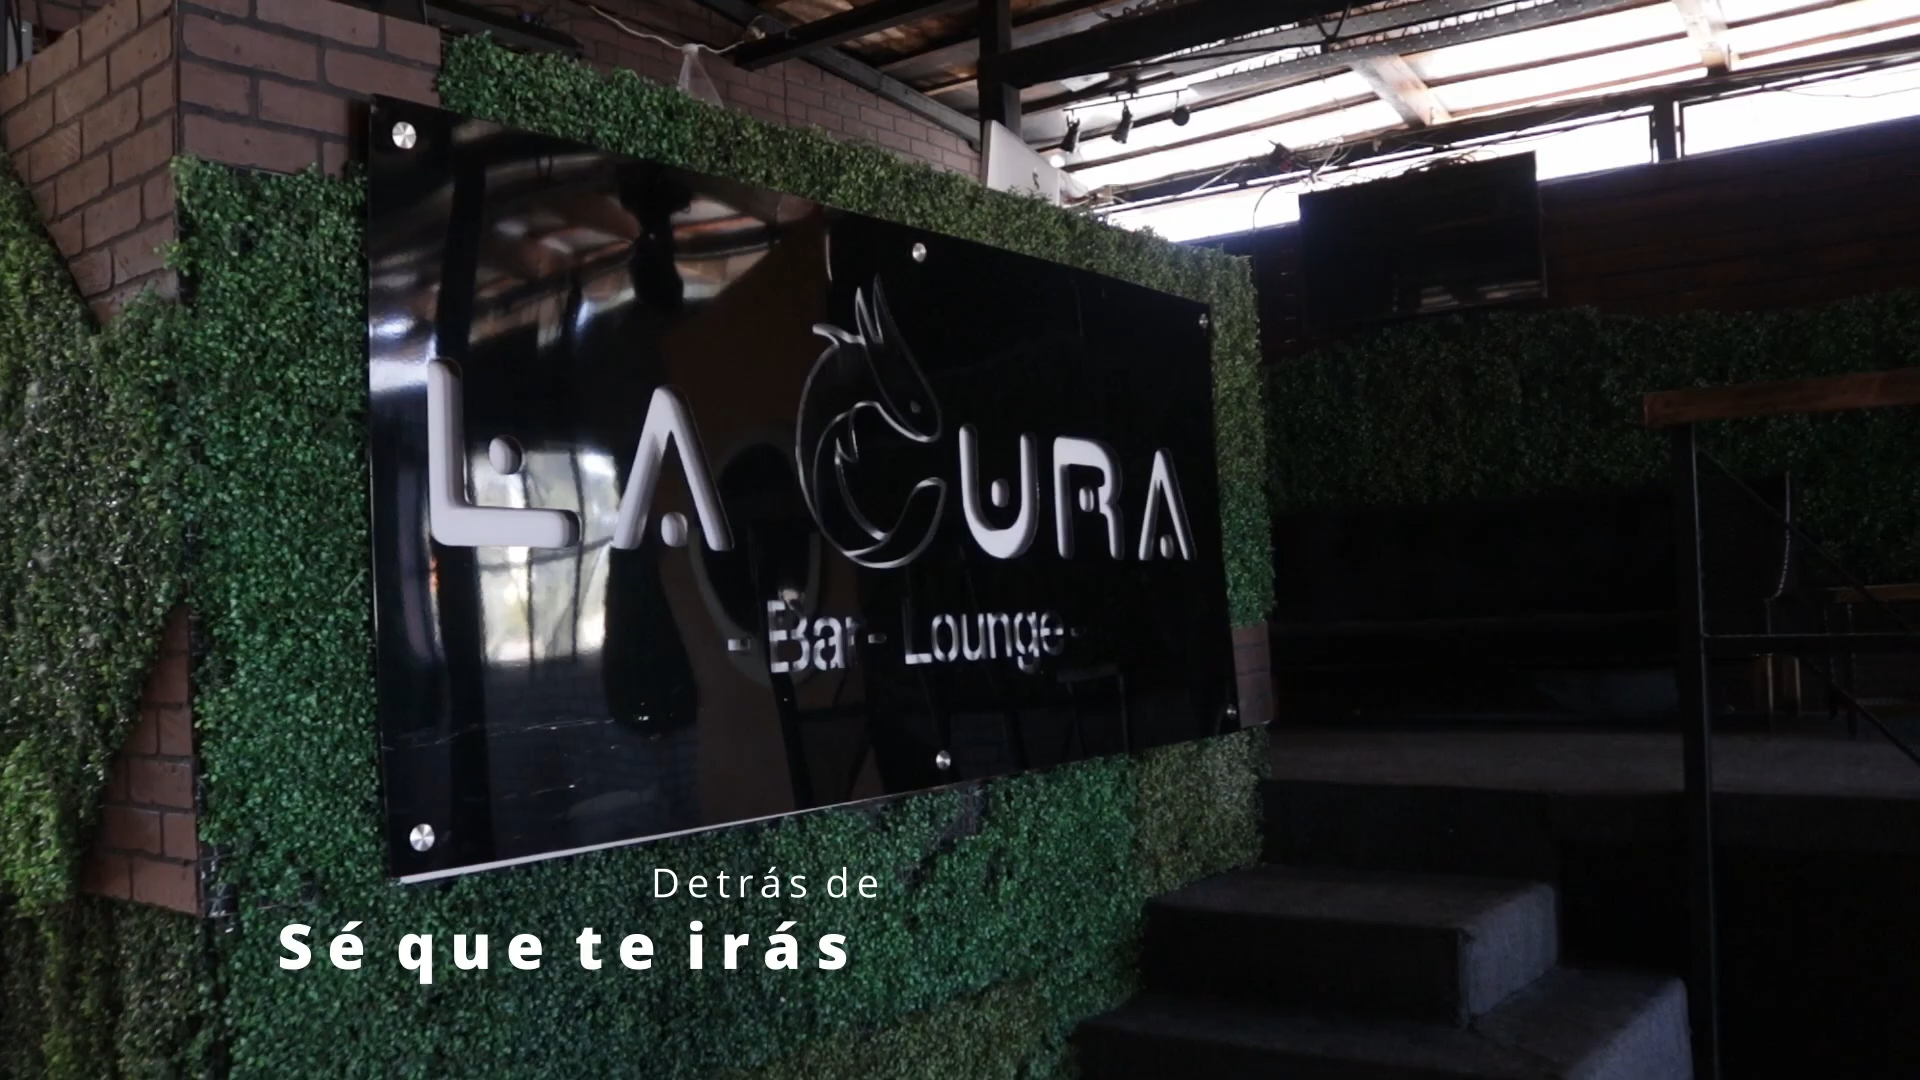 LA CURA
- Bar - Lounge -
Detrás de
Sé que te irás